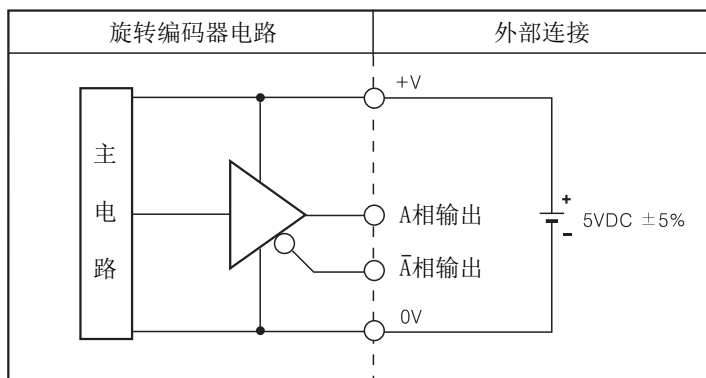 旋转编码器电路
外部连接
+V
主
电
路
A相输出
+
5VDC ±5%
-
A̅相输出
0V